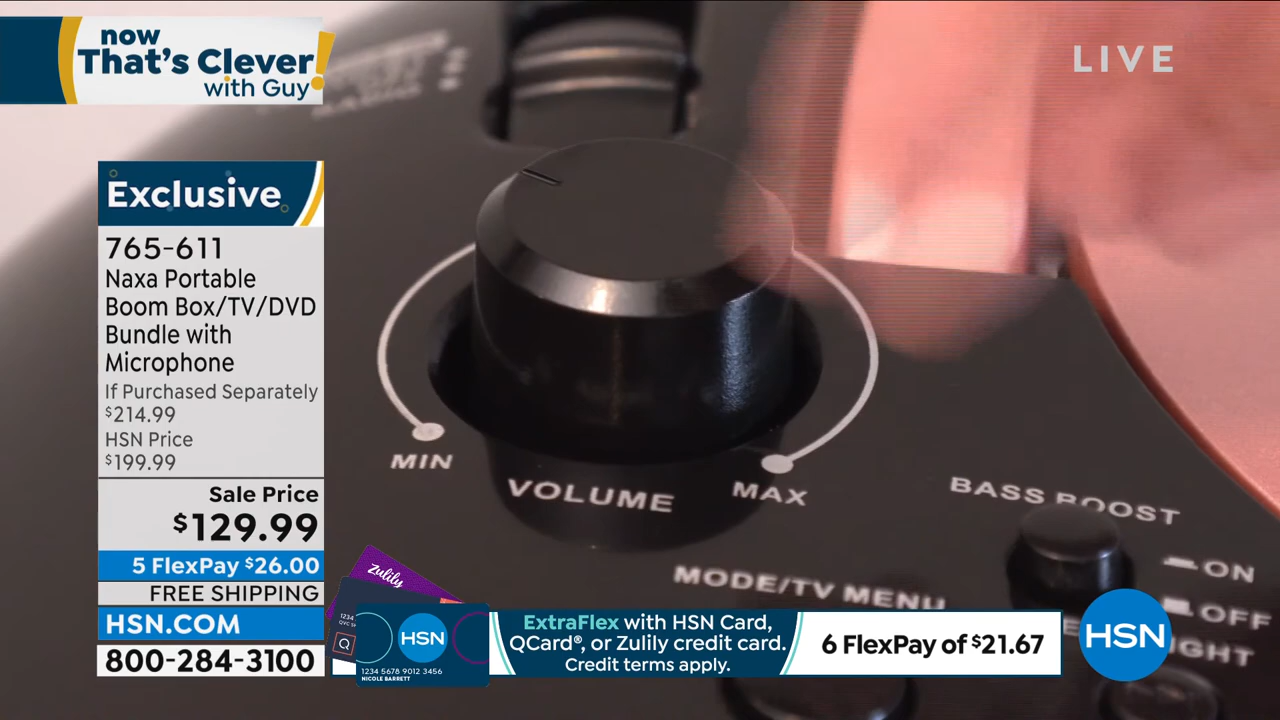 now
That's Clever!
with Guy
LIVE
Exclusive
765-611
Naxa Portable
Boom Box/TV/DVD
Bundle with
Microphone
If Purchased Separately
$214.99
HSN Price
$199.99
Sale Price
$129.99
5 FlexPay $26.00
FREE SHIPPING
HSN.COM
800-284-3100
MIN
VOLUME
MAX
BASS BOOST
ON
OFF
MODE/TV MENU
Zulily
1234
Q
HSN
1234 5678 9012 3456
NICOLE BARRETT
ExtraFlex with HSN Card,
QCard®, or Zulily credit card.
Credit terms apply.
6 FlexPay of $21.67
HSN